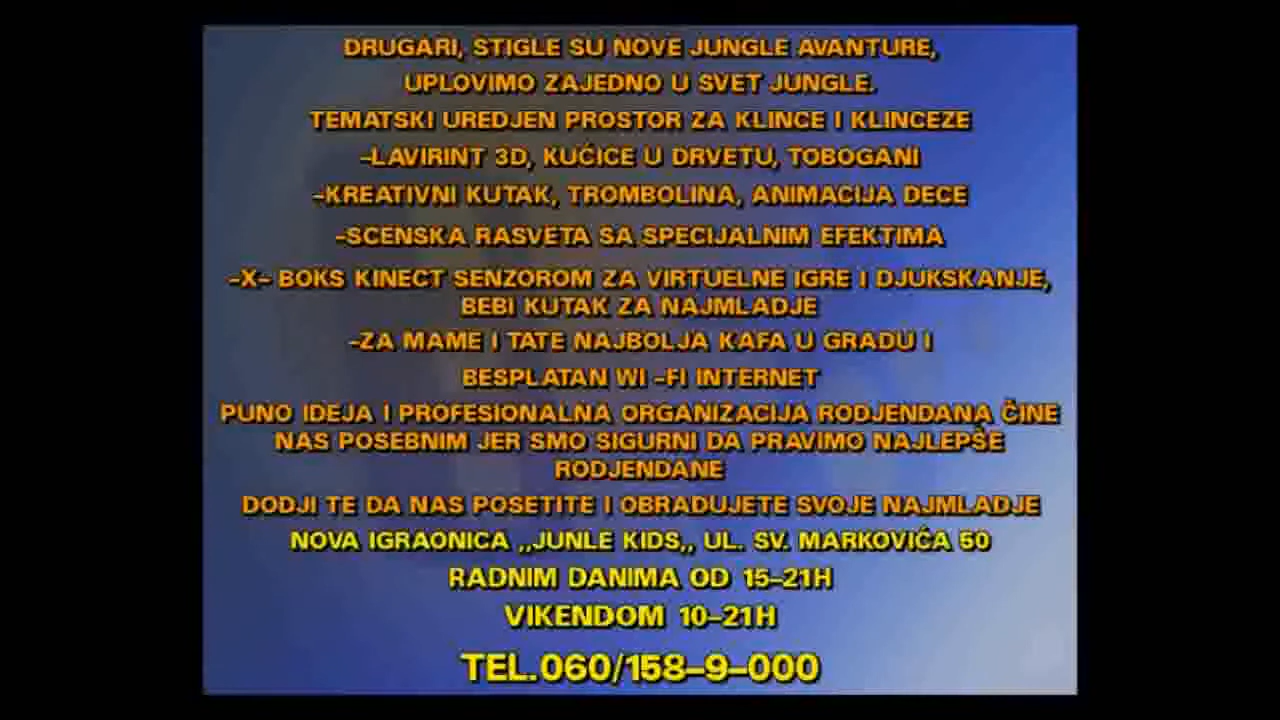 DRUGARI, STIGLE SU NOVE JUNGLE AVANTURE,
UPLOVIMO ZAJEDNO U SVET JUNGLE.
TEMATSKI UREDJEN PROSTOR ZA KLINCE I KLINCEZE
-LAVIRINT 3D, KUĆICE U DRVETU, TOBOGANI
-KREATIVNI KUTAK, TROMBOLINA, ANIMACIJA DECE
-SCENSKA RASVETA SA SPECIJALNIM EFEKTIMA
-X- BOKS KINECT SENZOROM ZA VIRTUELNE IGRE I DJUKSKANJE,
BEBI KUTAK ZA NAJMLADJE
-ZA MAME I TATE NAJBOLJA KAFA U GRADU I
BESPLATAN WI -FI INTERNET
PUNO IDEJA I PROFESIONALNA ORGANIZACIJA RODJENDANA ČINE
NAS POSEBNIM JER SMO SIGURNI DA PRAVIMO NAJLEPŠE
RODJENDANE
DODJI TE DA NAS POSETITE I OBRADUJETE SVOJE NAJMLADJE
NOVA IGRAONICA ,,JUNLE KIDS,, UL. SV. MARKOVIĆA 50
RADNIM DANIMA OD 15-21H
VIKENDOM 10-21H
TEL.060/158-9-000